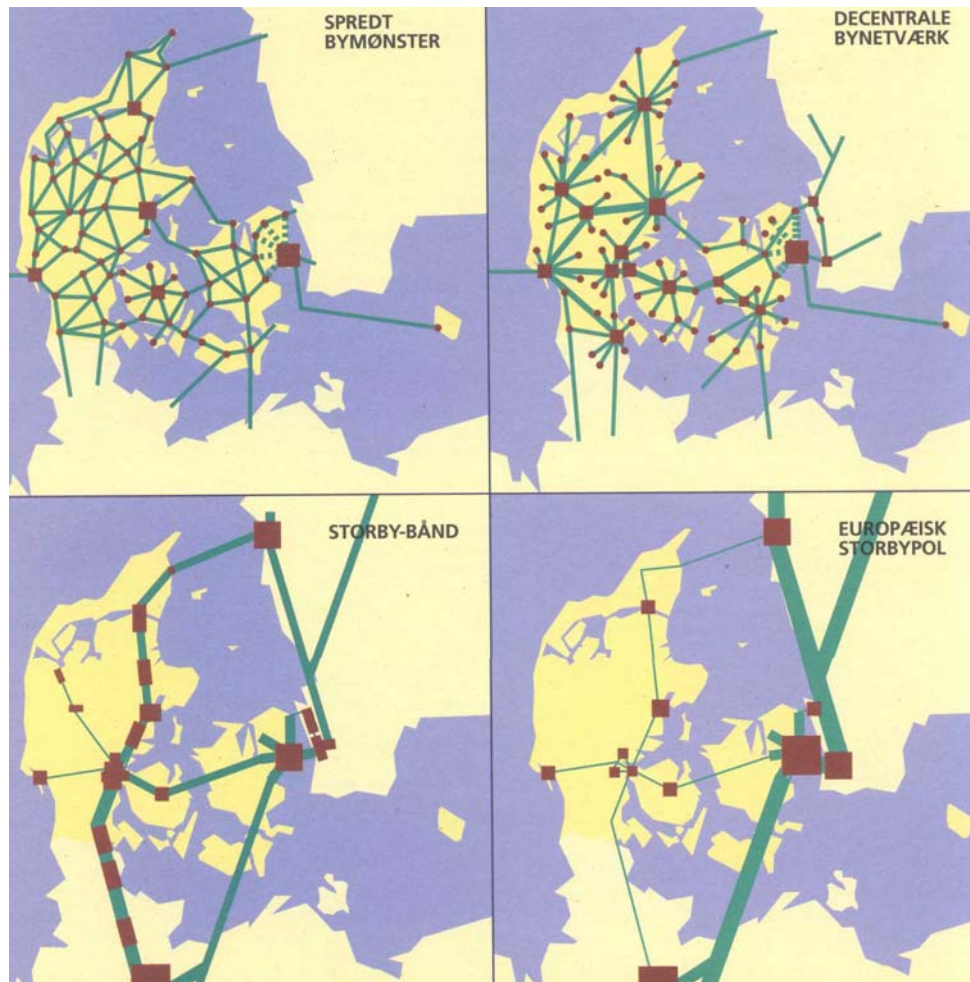 SPREDT
BYMØNSTER
DECENTRALE
BYNETVÆRK
STORBY-BÅND
EUROPÆISK
STORBYPOL